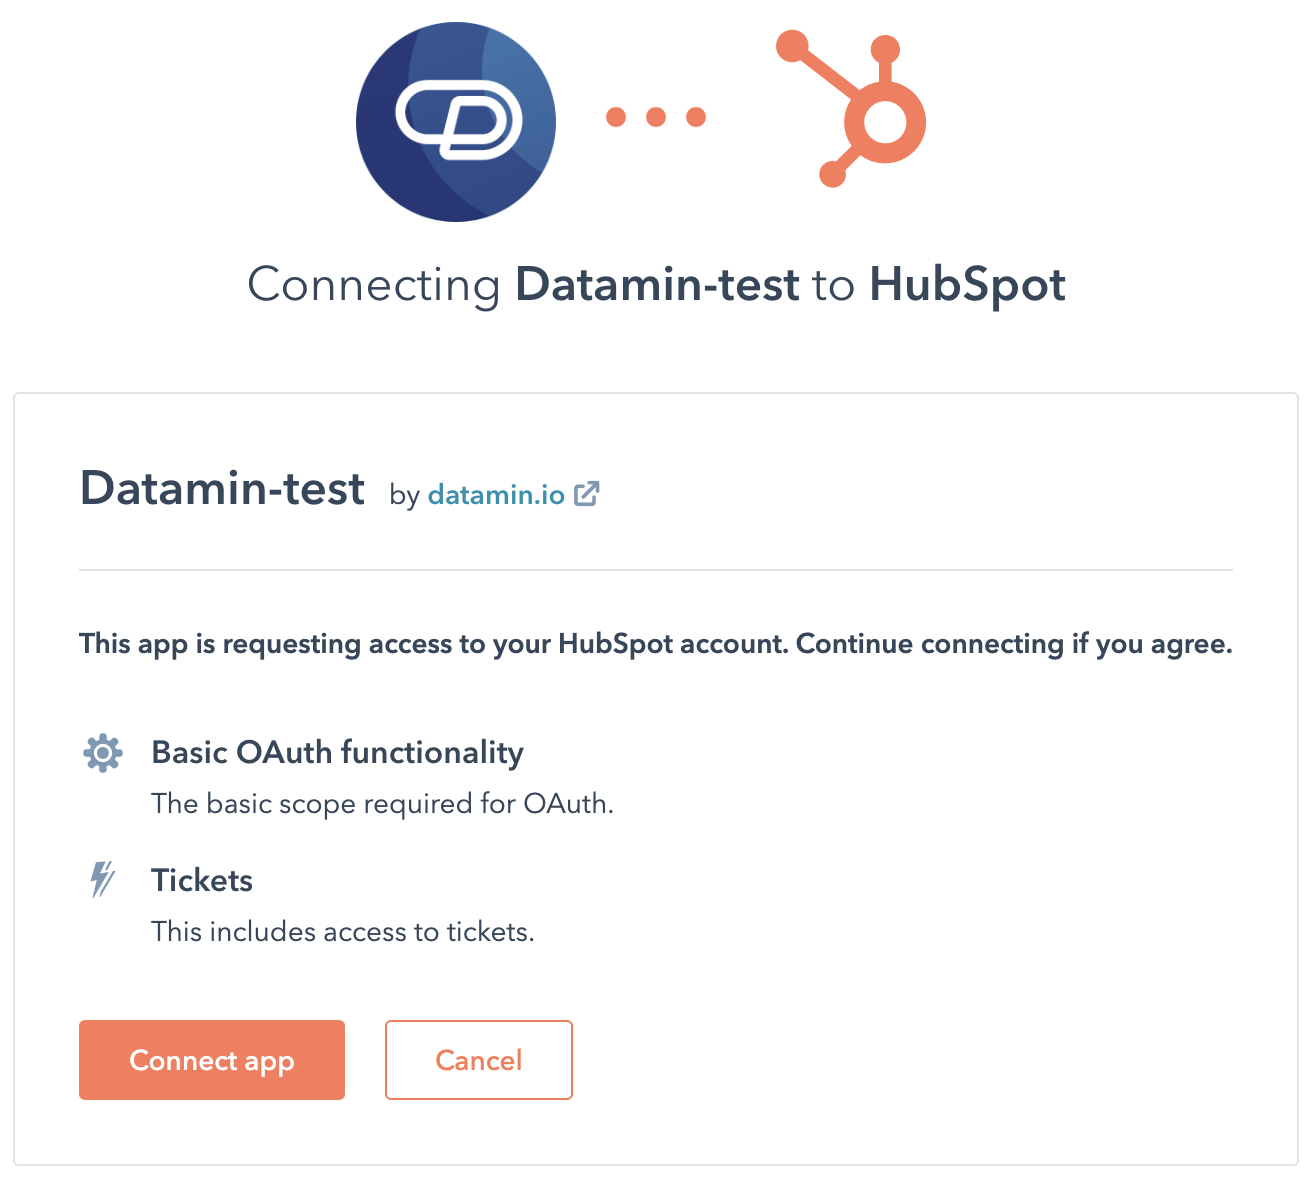 Connecting Datamin-test to HubSpot
Datamin-test by datamin.io
This app is requesting access to your HubSpot account. Continue connecting if you agree.
Basic OAuth functionality
The basic scope required for OAuth.
Tickets
This includes access to tickets.
Connect app Cancel